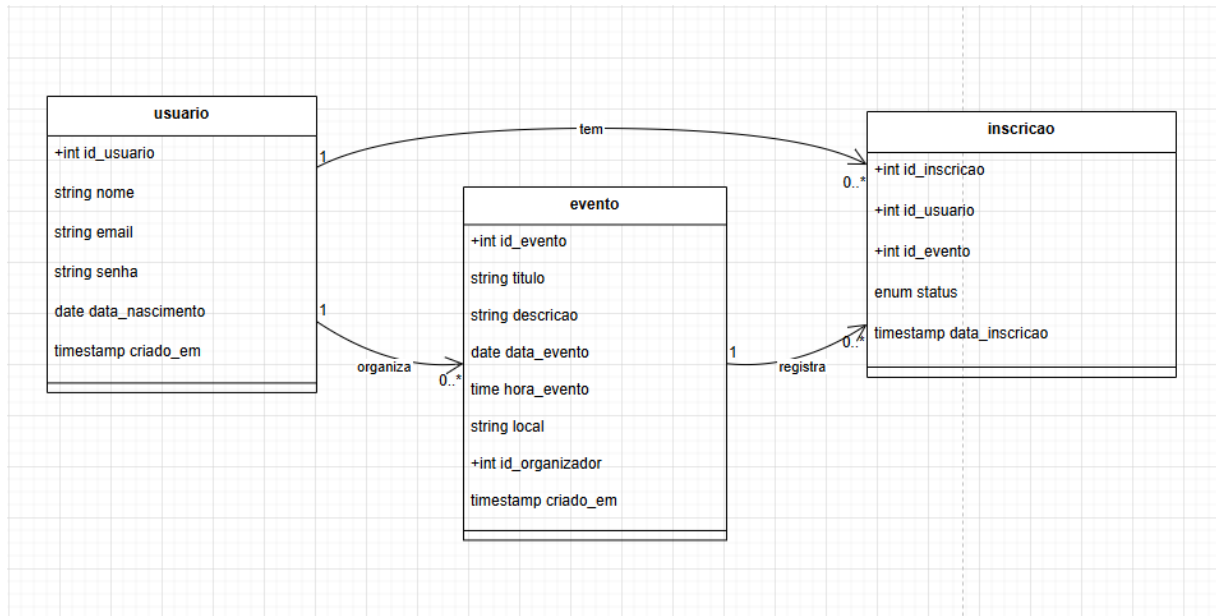 usuario
+int id_usuario
string nome
string email
string senha
date data_nascimento
timestamp criado_em
1
tem
0..*
1
organiza
0..*
evento
+int id_evento
string titulo
string descricao
date data_evento
time hora_evento
string local
+int id_organizador
timestamp criado_em
1
registra
0..*
inscricao
+int id_inscricao
+int id_usuario
+int id_evento
enum status
timestamp data_inscricao